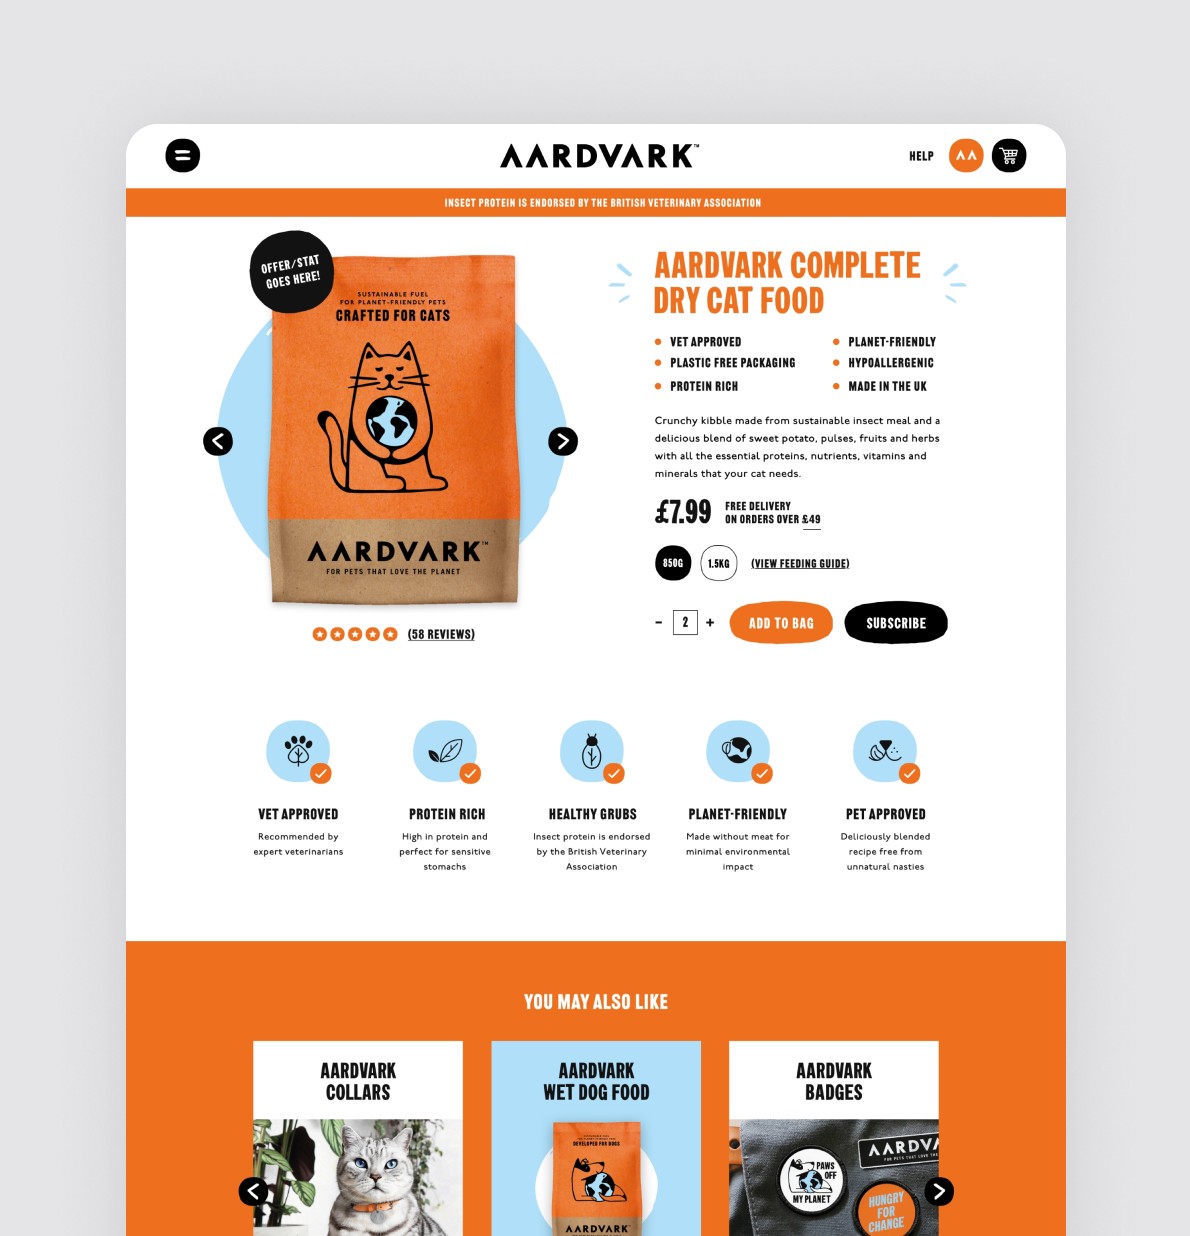 AARDVARK™
HELP
INSECT PROTEIN IS ENDORSED BY THE BRITISH VETERINARY ASSOCIATION
OFFER/STAT
GOES HERE!
SUSTAINABLE FUEL
FOR PLANET-FRIENDLY PETS
CRAFTED FOR CATS
AARDVARK™
FOR PETS THAT LOVE THE PLANET
(58 REVIEWS)
AARDVARK COMPLETE
DRY CAT FOOD
VET APPROVED
PLANET-FRIENDLY
PLASTIC FREE PACKAGING
HYPOALLERGENIC
PROTEIN RICH
MADE IN THE UK
Crunchy kibble made from sustainable insect meal and a
delicious blend of sweet potato, pulses, fruits and herbs
with all the essential proteins, nutrients, vitamins and
minerals that your cat needs.
£7.99
FREE DELIVERY
ON ORDERS OVER £49
850G
1.5KG
(VIEW FEEDING GUIDE)
- 2 +
ADD TO BAG
SUBSCRIBE
VET APPROVED
Recommended by
expert veterinarians
PROTEIN RICH
High in protein and
perfect for sensitive
stomachs
HEALTHY GRUBS
Insect protein is endorsed
by the British Veterinary
Association
PLANET-FRIENDLY
Made without meat for
minimal environmental
impact
PET APPROVED
Deliciously blended
recipe free from
unnatural nasties
YOU MAY ALSO LIKE
AARDVARK
COLLARS
AARDVARK
WET DOG FOOD
DEVELOPED FOR DOGS
AARDVARK
AARDVARK
BADGES
AARDVA
FOR PETS THAT LOVE THE
PAWS
OFF
MY PLANET
HUNGRY
FOR
CHANGE